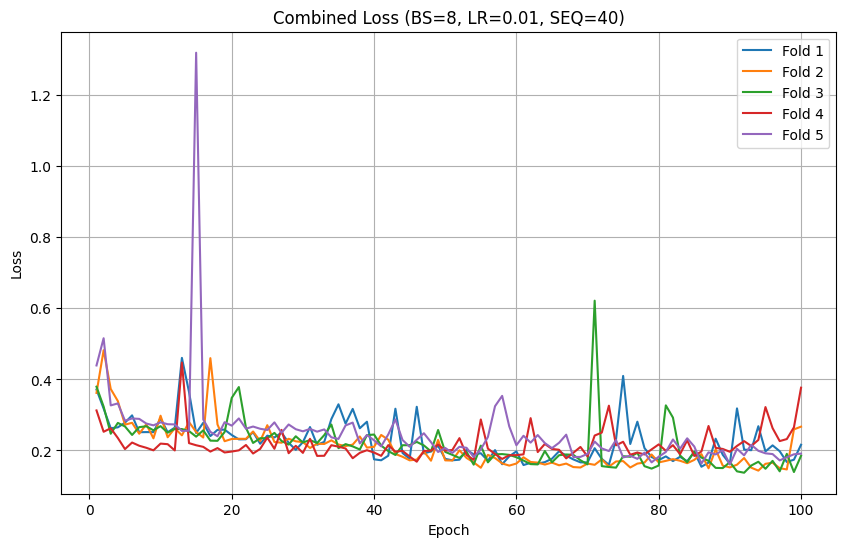 Combined Loss (BS=8, LR=0.01, SEQ=40)
Fold 1
Fold 2
Fold 3
Fold 4
Fold 5
Loss
1.2
1.0
0.8
0.6
0.4
0.2
0 20 40 60 80 100
Epoch